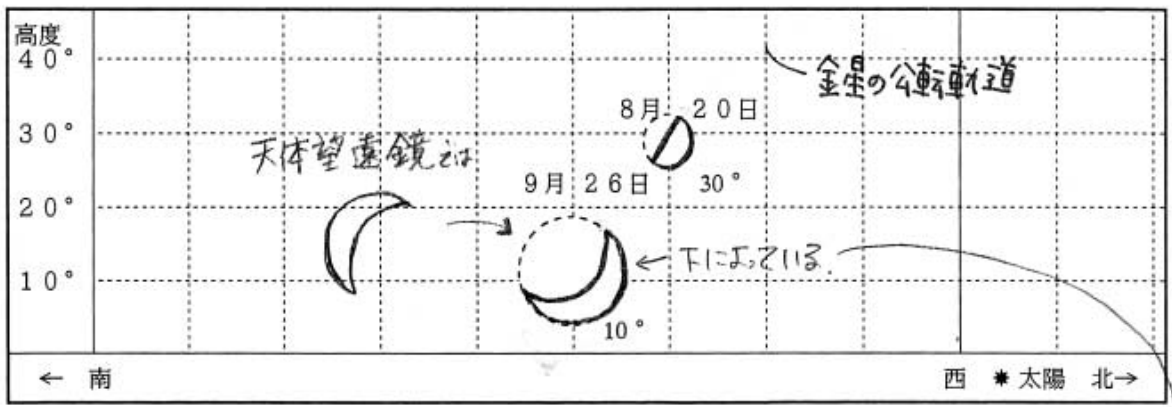 高度
40°
金星の公転軌道
8月 20日
30°
天体望遠鏡では
9月 26日
30°
20°
下によっている.
10°
10°
← 南
西 ✷ 太陽 北→